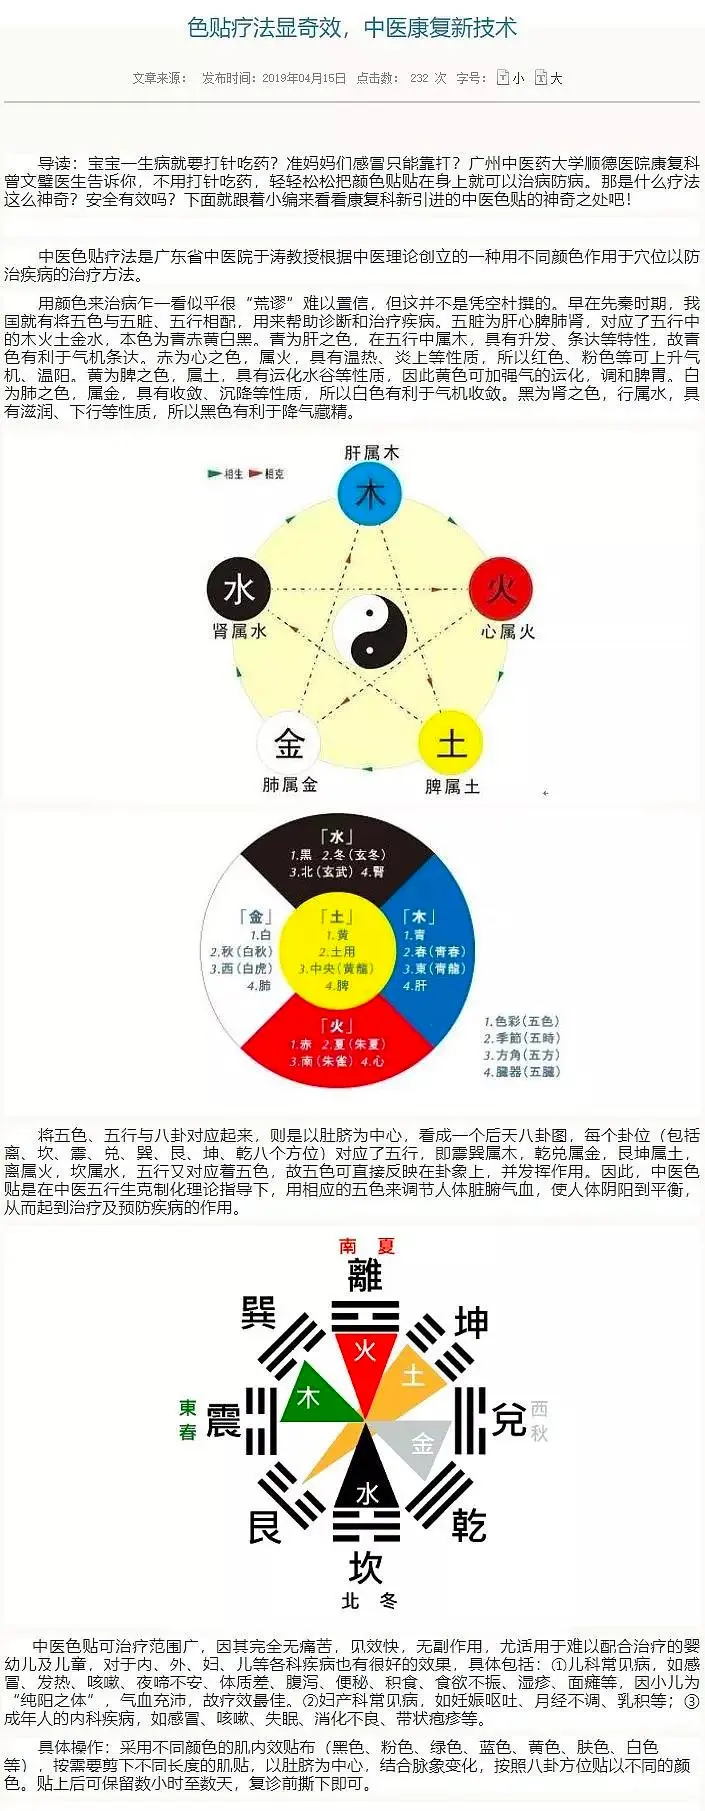 色贴疗法显奇效，中医康复新技术
文章来源： 发布时间：2019年04月15日 点击数： 232 次 字号： 小 大
导读：宝宝一生病就要打针吃药？准妈妈们感冒只能靠打？广州中医药大学顺德医院康复科
曾文璧医生告诉你，不用打针吃药，轻轻松松把颜色贴贴在身上就可以治病防病。那是什么疗法
这么神奇？安全有效吗？下面就跟着小编来看看康复科新引进的中医色贴的神奇之处吧！
中医色贴疗法是广东省中医院于涛教授根据中医理论创立的一种用不同颜色作用于穴位以防
治疾病的治疗方法。
用颜色来治病乍一看似乎很“荒谬”难以置信，但这并不是凭空杜撰的。早在先秦时期，我
国就有将五色与五脏、五行相配，用来帮助诊断和治疗疾病。五脏为肝心脾肺肾，对应了五行中
的木火土金水，本色为青赤黄白黑。青为肝之色，在五行中属木，具有升发、条达等特性，故青
色有利于气机条达。赤为心之色，属火，具有温热、炎上等性质，所以红色、粉色等可上升气
机、温阳。黄为脾之色，属土，具有运化水谷等性质，因此黄色可加强气的运化，调和脾胃。白
为肺之色，属金，具有收敛、沉降等性质，所以白色有利于气机收敛。黑为肾之色，行属水，具
有滋润、下行等性质，所以黑色有利于降气藏精。
肝属木
相生 相克
木
水
火
肾属水
心属火
金
土
肺属金
脾属土
「水」
1.黑 2.冬(玄冬)
3.北(玄武) 4.腎
「金」
1.白
2.秋(白秋)
3.西(白虎)
4.肺
「土」
1.黄
2.土用
3.中央(黄龍)
4.脾
「木」
1.青
2.春(青春)
3.東(青龍)
4.肝
「火」
1.赤 2.夏(朱夏)
3.南(朱雀) 4.心
1.色彩(五色)
2.季節(五時)
3.方角(五方)
4.臓器(五臓)
将五色、五行与八卦对应起来，则是以肚脐为中心，看成一个后天八卦图，每个卦位（包括
离、坎、震、兑、巽、艮、坤、乾八个方位）对应了五行，即震巽属木，乾兑属金，艮坤属土，
离属火，坎属水，五行又对应着五色，故五色可直接反映在卦象上，并发挥作用。因此，中医色
贴是在中医五行生克制化理论指导下，用相应的五色来调节人体脏腑气血，使人体阴阳到平衡，
从而起到治疗及预防疾病的作用。
南 夏
離
巽
坤
火
土
木
東
春
震
兌
西
秋
金
水
艮
乾
坎
北 冬
中医色贴可治疗范围广，因其完全无痛苦，见效快，无副作用，尤适用于难以配合治疗的婴
幼儿及儿童，对于内、外、妇、儿等各科疾病也有很好的效果，具体包括：①儿科常见病，如感
冒、发热、咳嗽、夜啼不安、体质差、腹泻、便秘、积食、食欲不振、湿疹、面瘫等，因小儿为
“纯阳之体”，气血充沛，故疗效最佳。②妇产科常见病，如妊娠呕吐、月经不调、乳积等；③
成年人的内科疾病，如感冒、咳嗽、失眠、消化不良、带状疱疹等。
具体操作：采用不同颜色的肌内效贴布（黑色、粉色、绿色、蓝色、黄色、肤色、白色
等），按需要剪下不同长度的肌贴，以肚脐为中心，结合脉象变化，按照八卦方位贴以不同的颜
色。贴上后可保留数小时至数天，复诊前撕下即可。